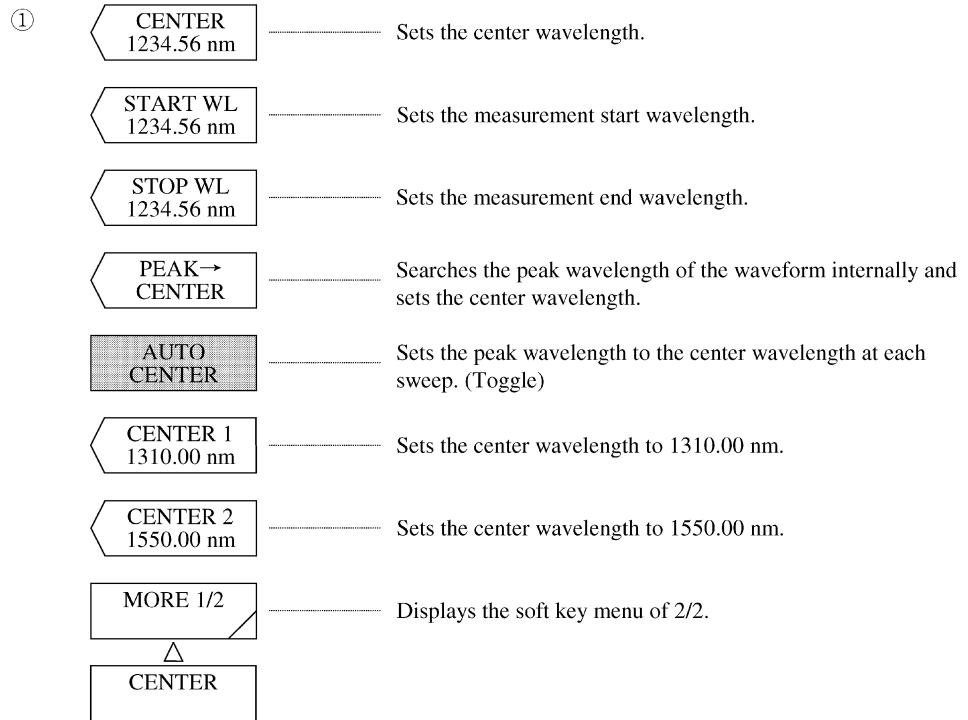 ①
CENTER
1234.56 nm
Sets the center wavelength.
START WL
1234.56 nm
Sets the measurement start wavelength.
STOP WL
1234.56 nm
Sets the measurement end wavelength.
PEAK→
CENTER
Searches the peak wavelength of the waveform internally and
sets the center wavelength.
AUTO
CENTER
Sets the peak wavelength to the center wavelength at each
sweep. (Toggle)
CENTER 1
1310.00 nm
Sets the center wavelength to 1310.00 nm.
CENTER 2
1550.00 nm
Sets the center wavelength to 1550.00 nm.
MORE 1/2
Displays the soft key menu of 2/2.
CENTER